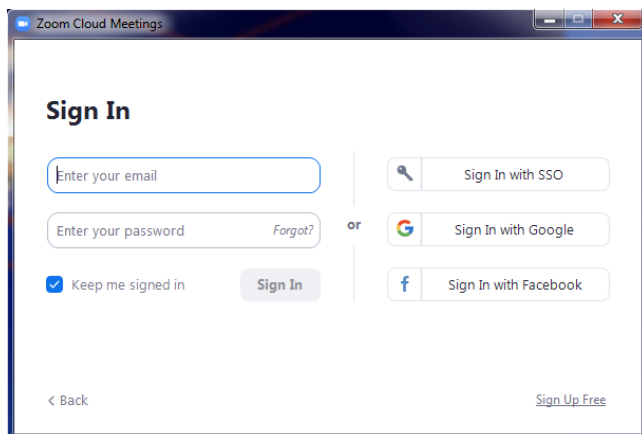 Zoom Cloud Meetings
Sign In
Enter your email
Enter your password Forgot?
Keep me signed in Sign In
or
Sign In with SSO
Sign In with Google
Sign In with Facebook
Back
Sign Up Free